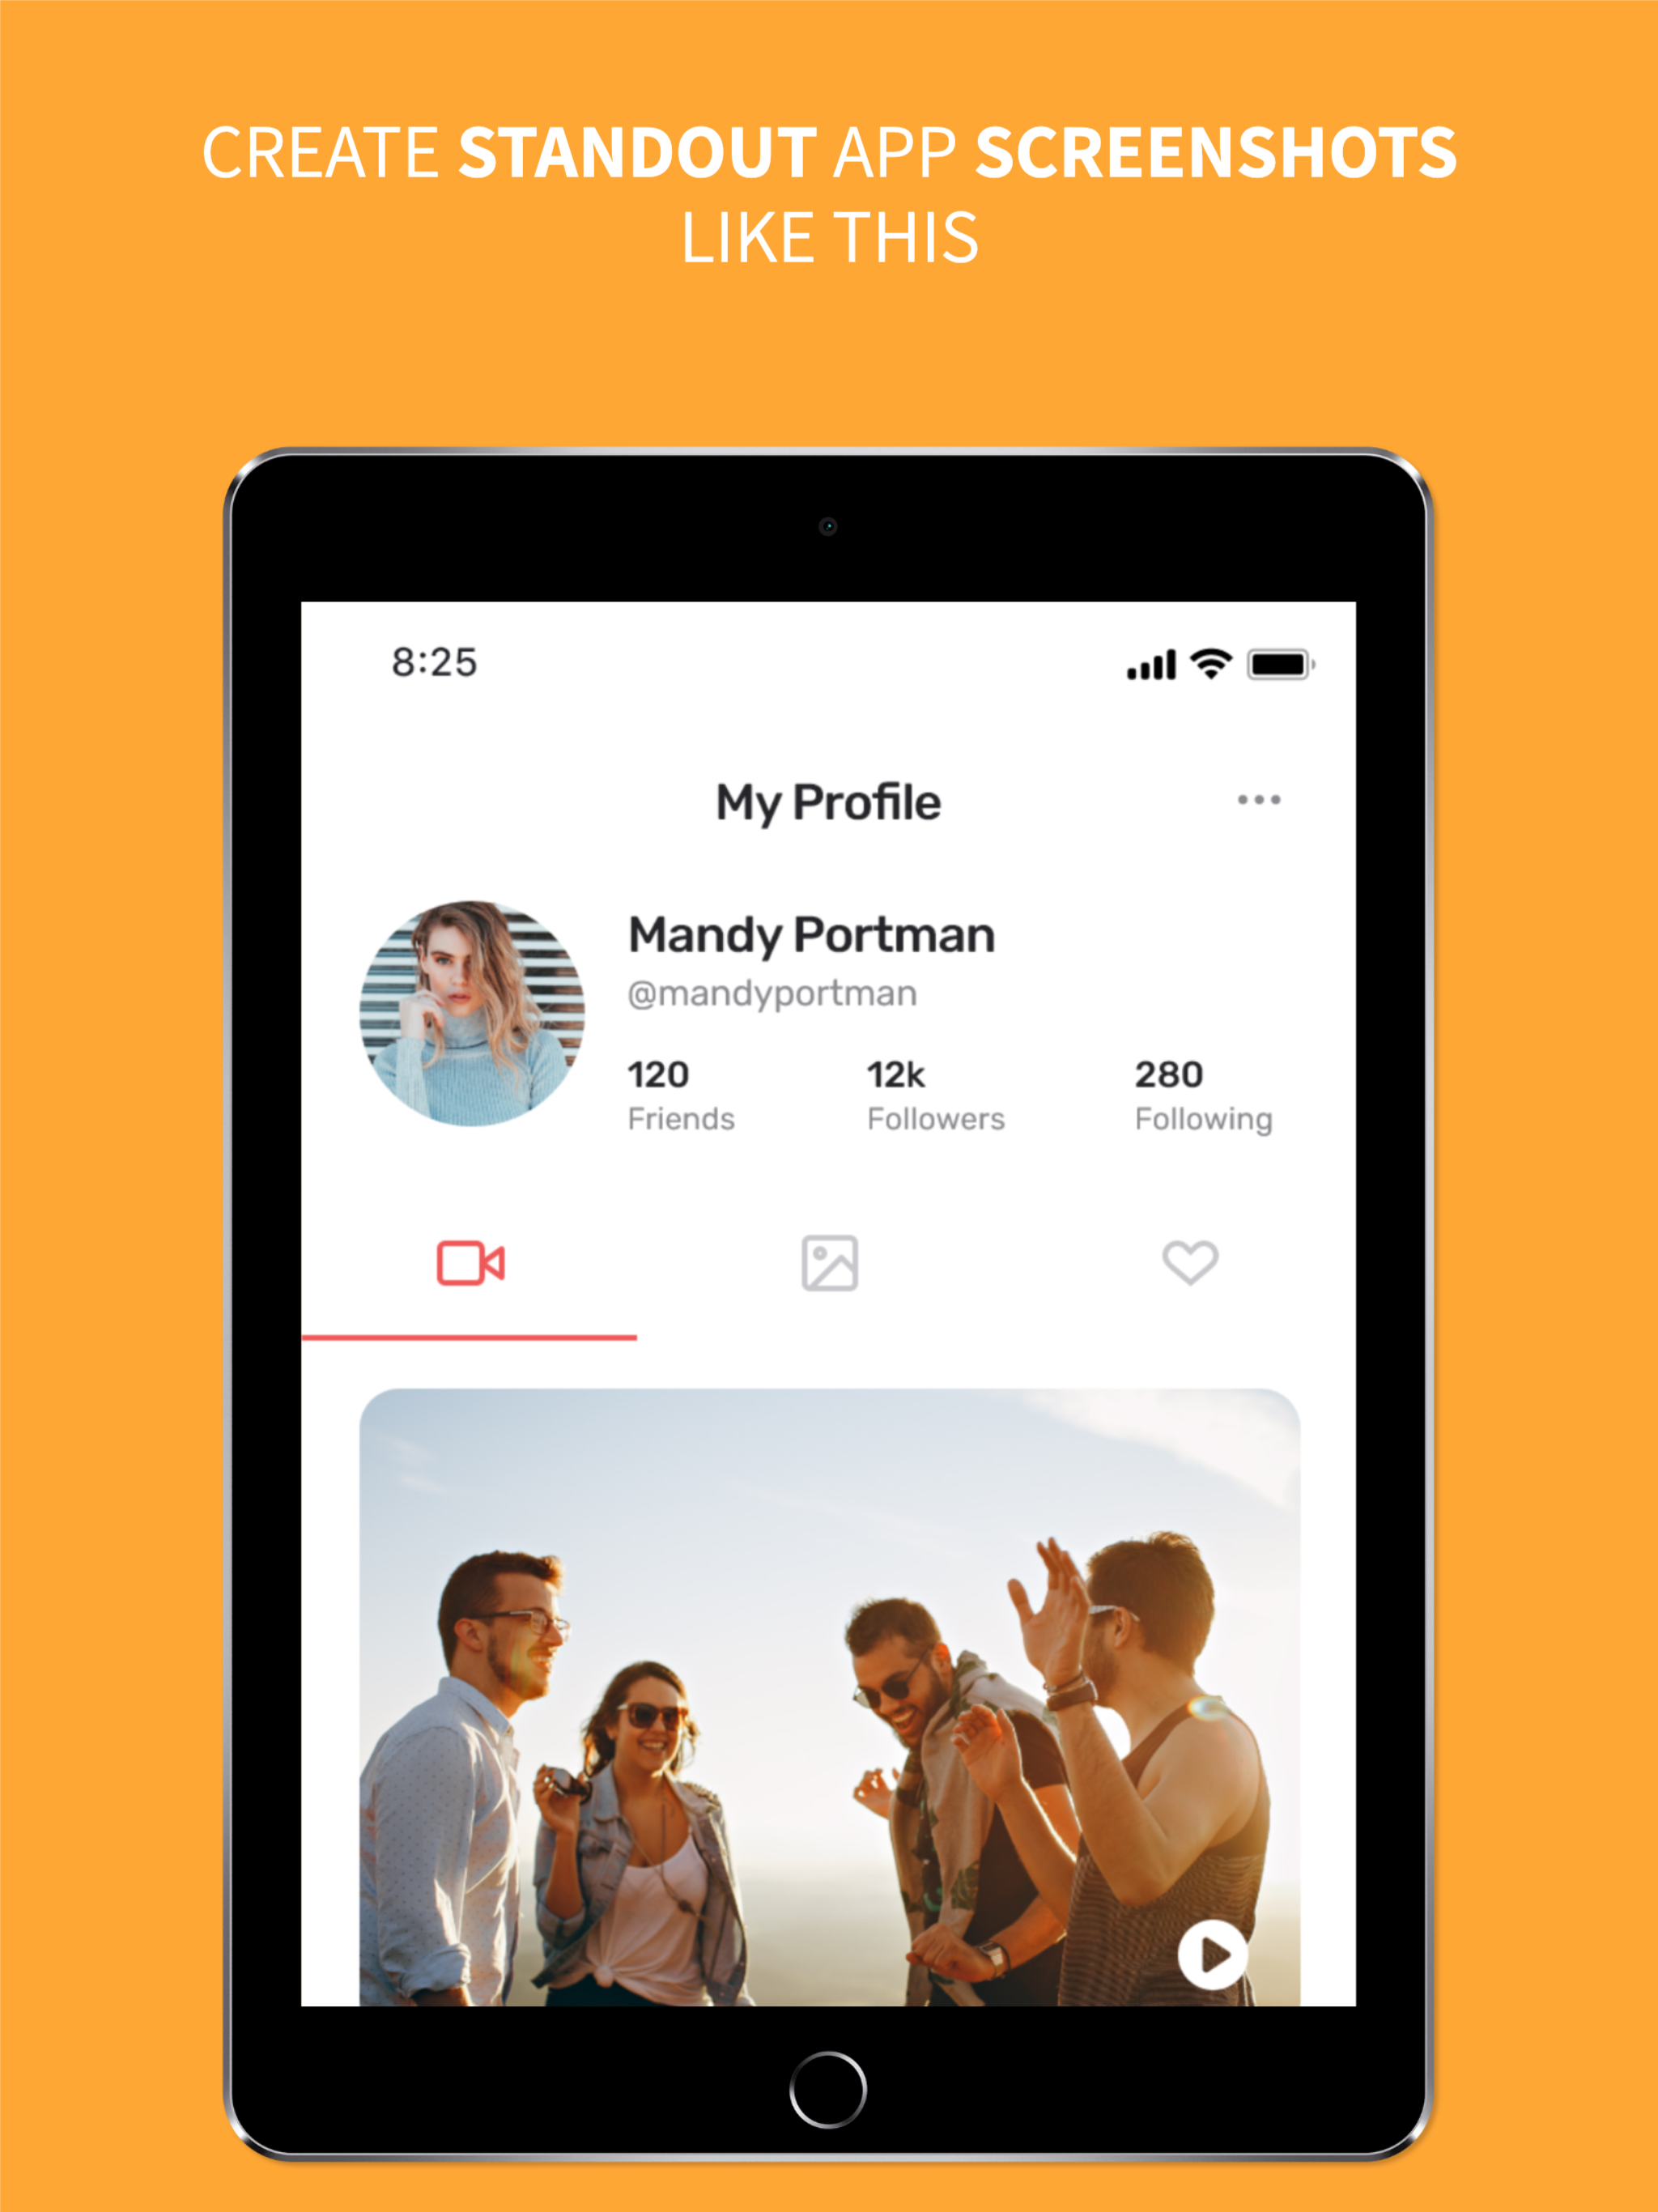 CREATE STANDOUT APP SCREENSHOTS
LIKE THIS
8:25
My Profile
Mandy Portman
@mandyportman
120 12k 280
Friends Followers Following